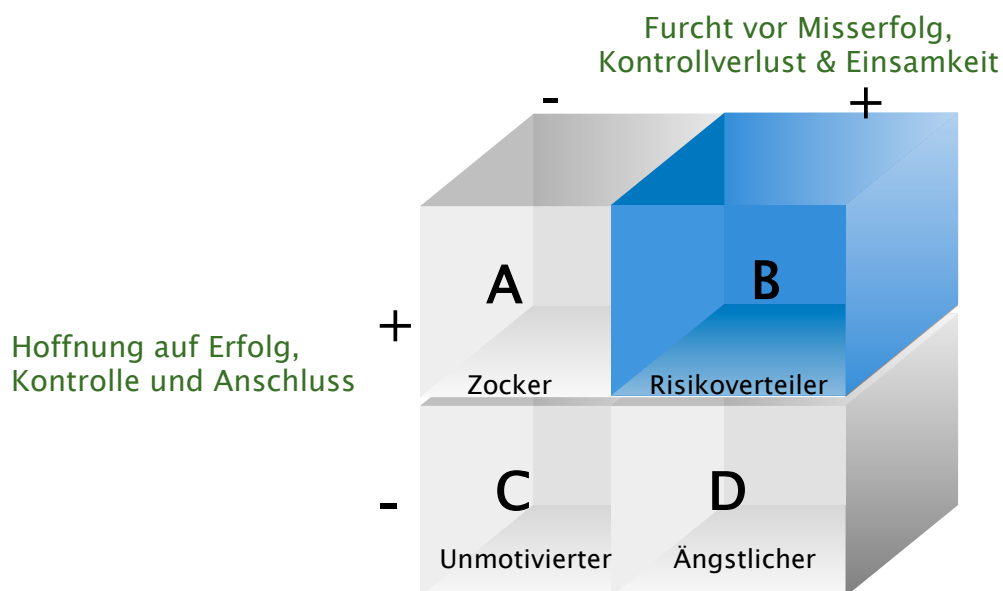 Furcht vor Misserfolg,
Kontrollverlust & Einsamkeit
- +
A B
+
Hoffnung auf Erfolg,
Kontrolle und Anschluss
Zocker Risikoverteiler
C D
-
Unmotivierter Ängstlicher